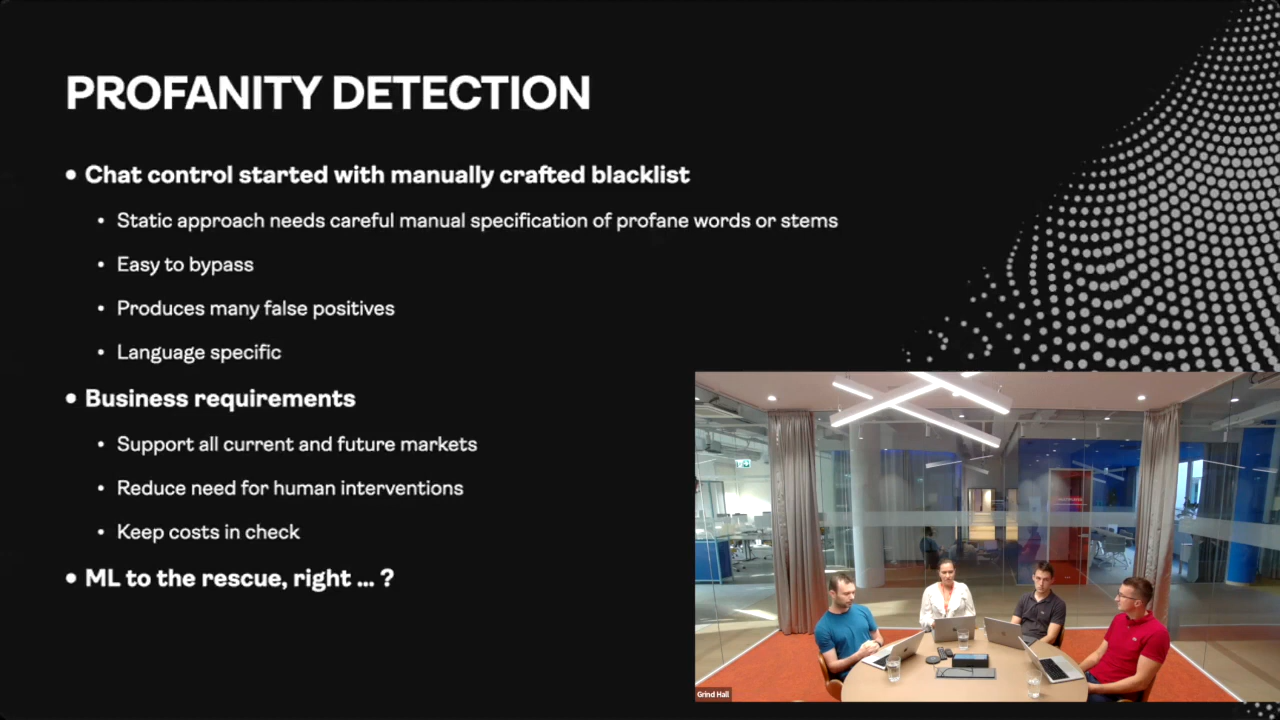 PROFANITY DETECTION
• Chat control started with manually crafted blacklist
• Static approach needs careful manual specification of profane words or stems
• Easy to bypass
• Produces many false positives
• Language specific
• Business requirements
• Support all current and future markets
• Reduce need for human interventions
• Keep costs in check
• ML to the rescue, right ... ?
Grind Hall